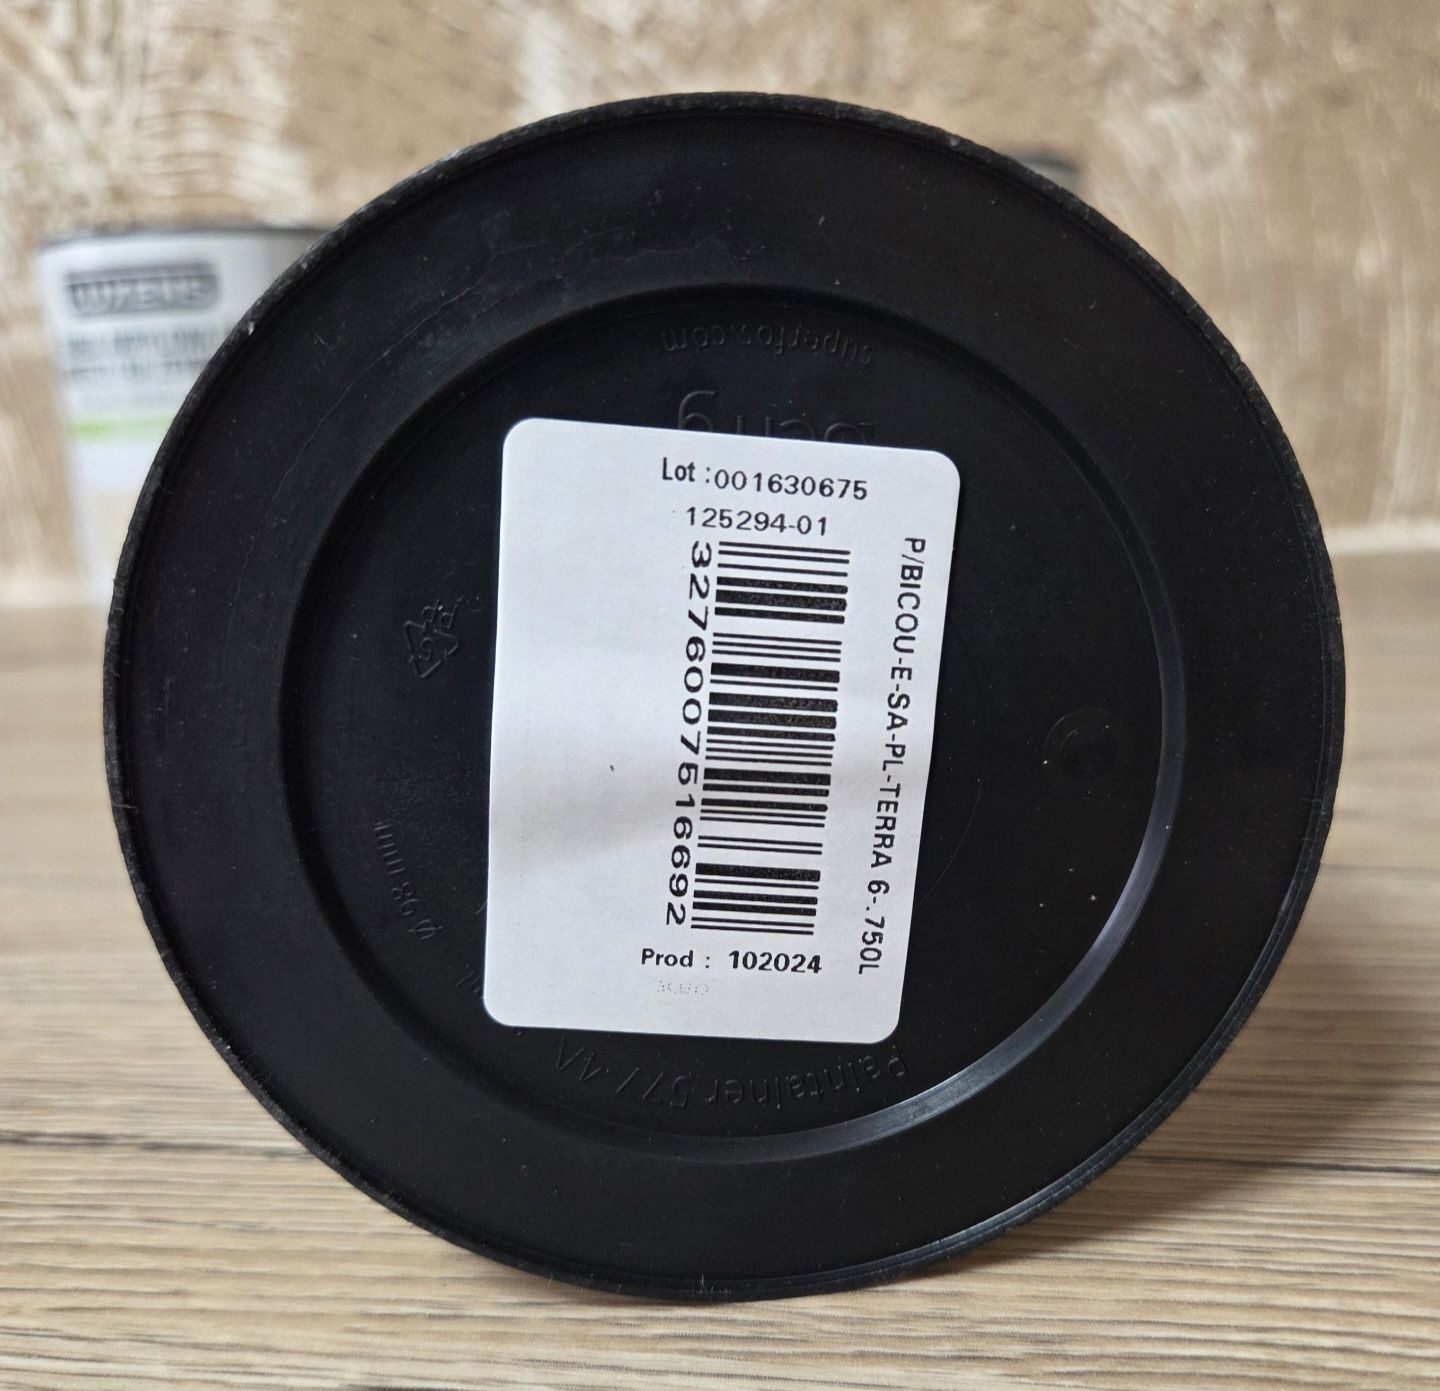 superfos.com
Lot :001630675
125294-01
3276007516692
P/BICOU-E-SA-PL-TERRA 6-.750L
Prod : 102024
Ø 98 mm
Paintainer 577-4A
LUXENS